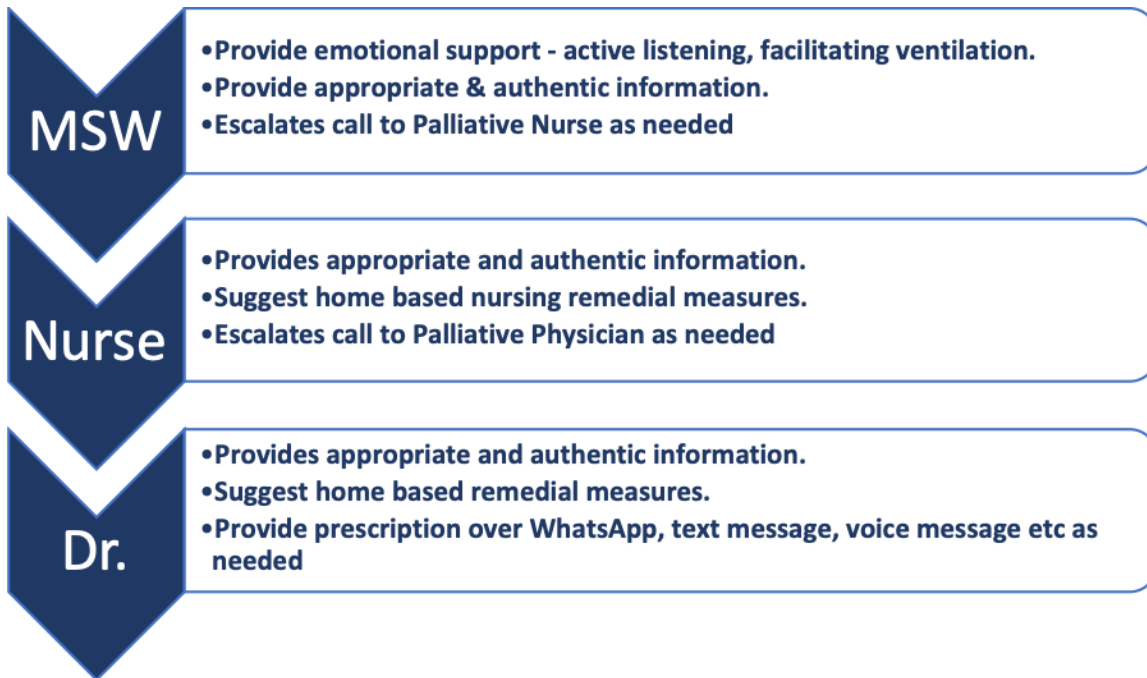 MSW
•Provide emotional support - active listening, facilitating ventilation.
•Provide appropriate & authentic information.
•Escalates call to Palliative Nurse as needed
Nurse
•Provides appropriate and authentic information.
•Suggest home based nursing remedial measures.
•Escalates call to Palliative Physician as needed
Dr.
•Provides appropriate and authentic information.
•Suggest home based remedial measures.
•Provide prescription over WhatsApp, text message, voice message etc as
needed